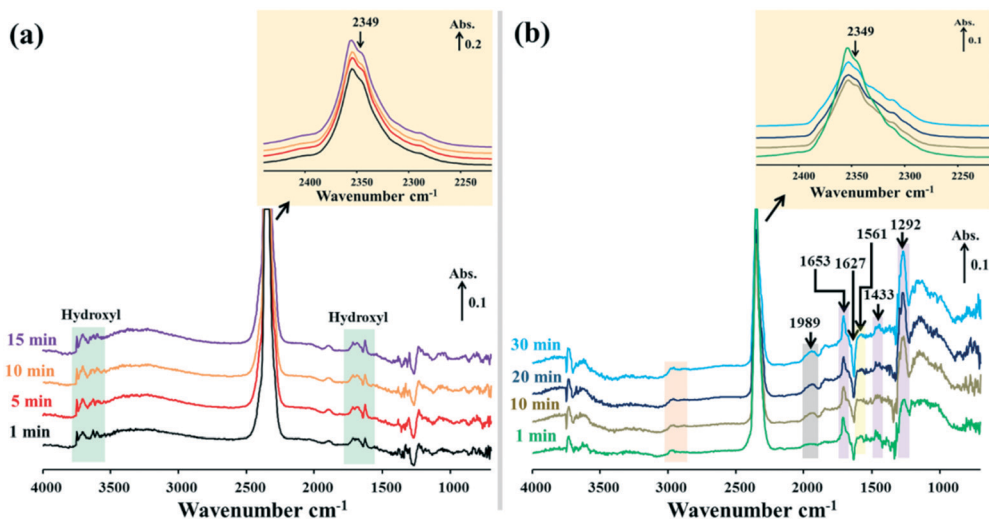 (a)
Abs.
0.2
2349
2400
2350
2300
2250
Wavenumber cm-1
Abs.
0.1
Hydroxyl
Hydroxyl
15 min
10 min
5 min
1 min
4000
3500
3000
2500
2000
1500
1000
Wavenumber cm-1
(b)
Abs.
0.1
2349
2400
2350
2300
2250
Wavenumber cm-1
1561
1292
1653
1627
1433
1989
Abs.
0.1
30 min
20 min
10 min
1 min
4000
3500
3000
2500
2000
1500
1000
Wavenumber cm-1